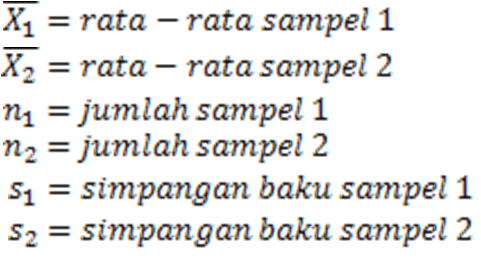 X̅₁ = rata − rata sampel 1
X̅₂ = rata − rata sampel 2
n₁ = jumlah sampel 1
n₂ = jumlah sampel 2
s₁ = simpangan baku sampel 1
s₂ = simpangan baku sampel 2